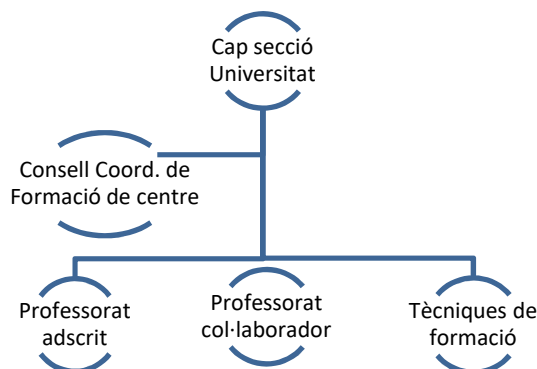 Cap secció
Universitat
Consell Coord. de
Formació de centre
Professorat
adscrit
Professorat
col·laborador
Tècniques de
formació